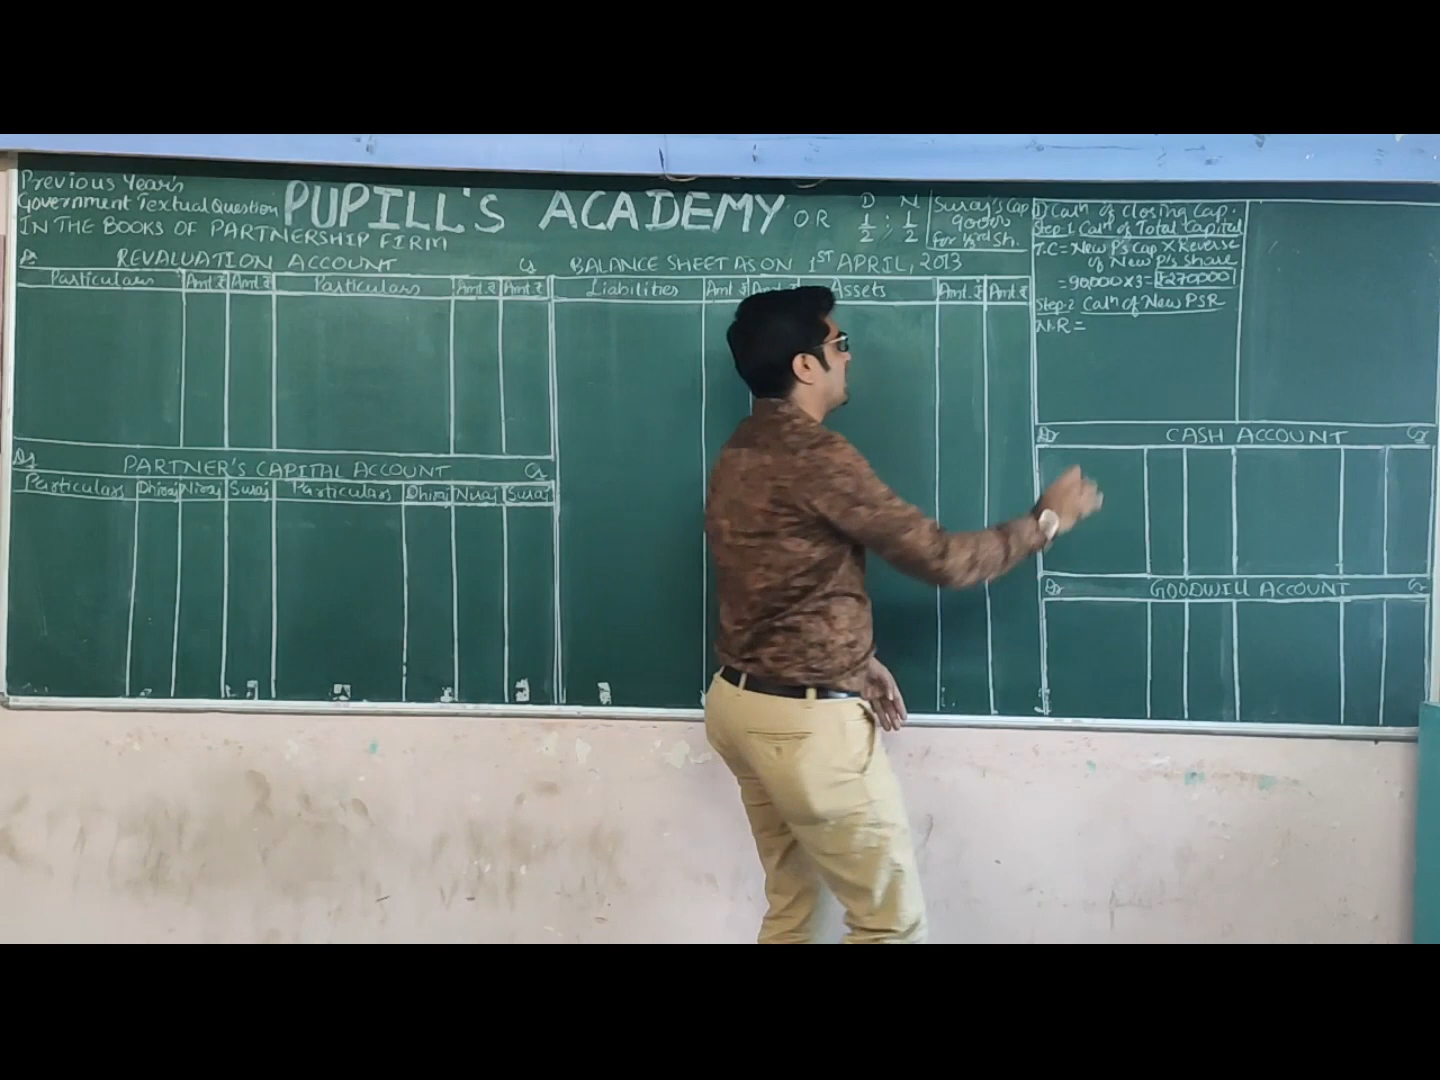 Previous Year's
Government Textual Question
PUPILL'S ACADEMY
IN THE BOOKS OF PARTNERSHIP FIRM
OR
D N
1/2 : 1/2
Suraj's Cap
90000
for 1/3rd Sh.
Dr REVALUATION ACCOUNT Cr
Particulars Amt.₹ Amt.₹ Particulars Amt.₹ Amt.₹
BALANCE SHEET AS ON 1ST APRIL, 2013
Liabilities Amt ₹ Assets Amt.₹ Amt.₹
Dr PARTNER'S CAPITAL ACCOUNT Cr
Particulars Dhiraj Niraj Suraj Particulars Dhiraj Niraj Suraj
1) Caln of Closing Cap.
Step-1 Caln of Total Capital
T.C = New P's Cap X Reverse
of New P's Share
= 90,000 x 3 = ₹270000
Step-2 Caln of New PSR
N.R =
Dr CASH ACCOUNT Cr
Dr GOODWILL ACCOUNT Cr